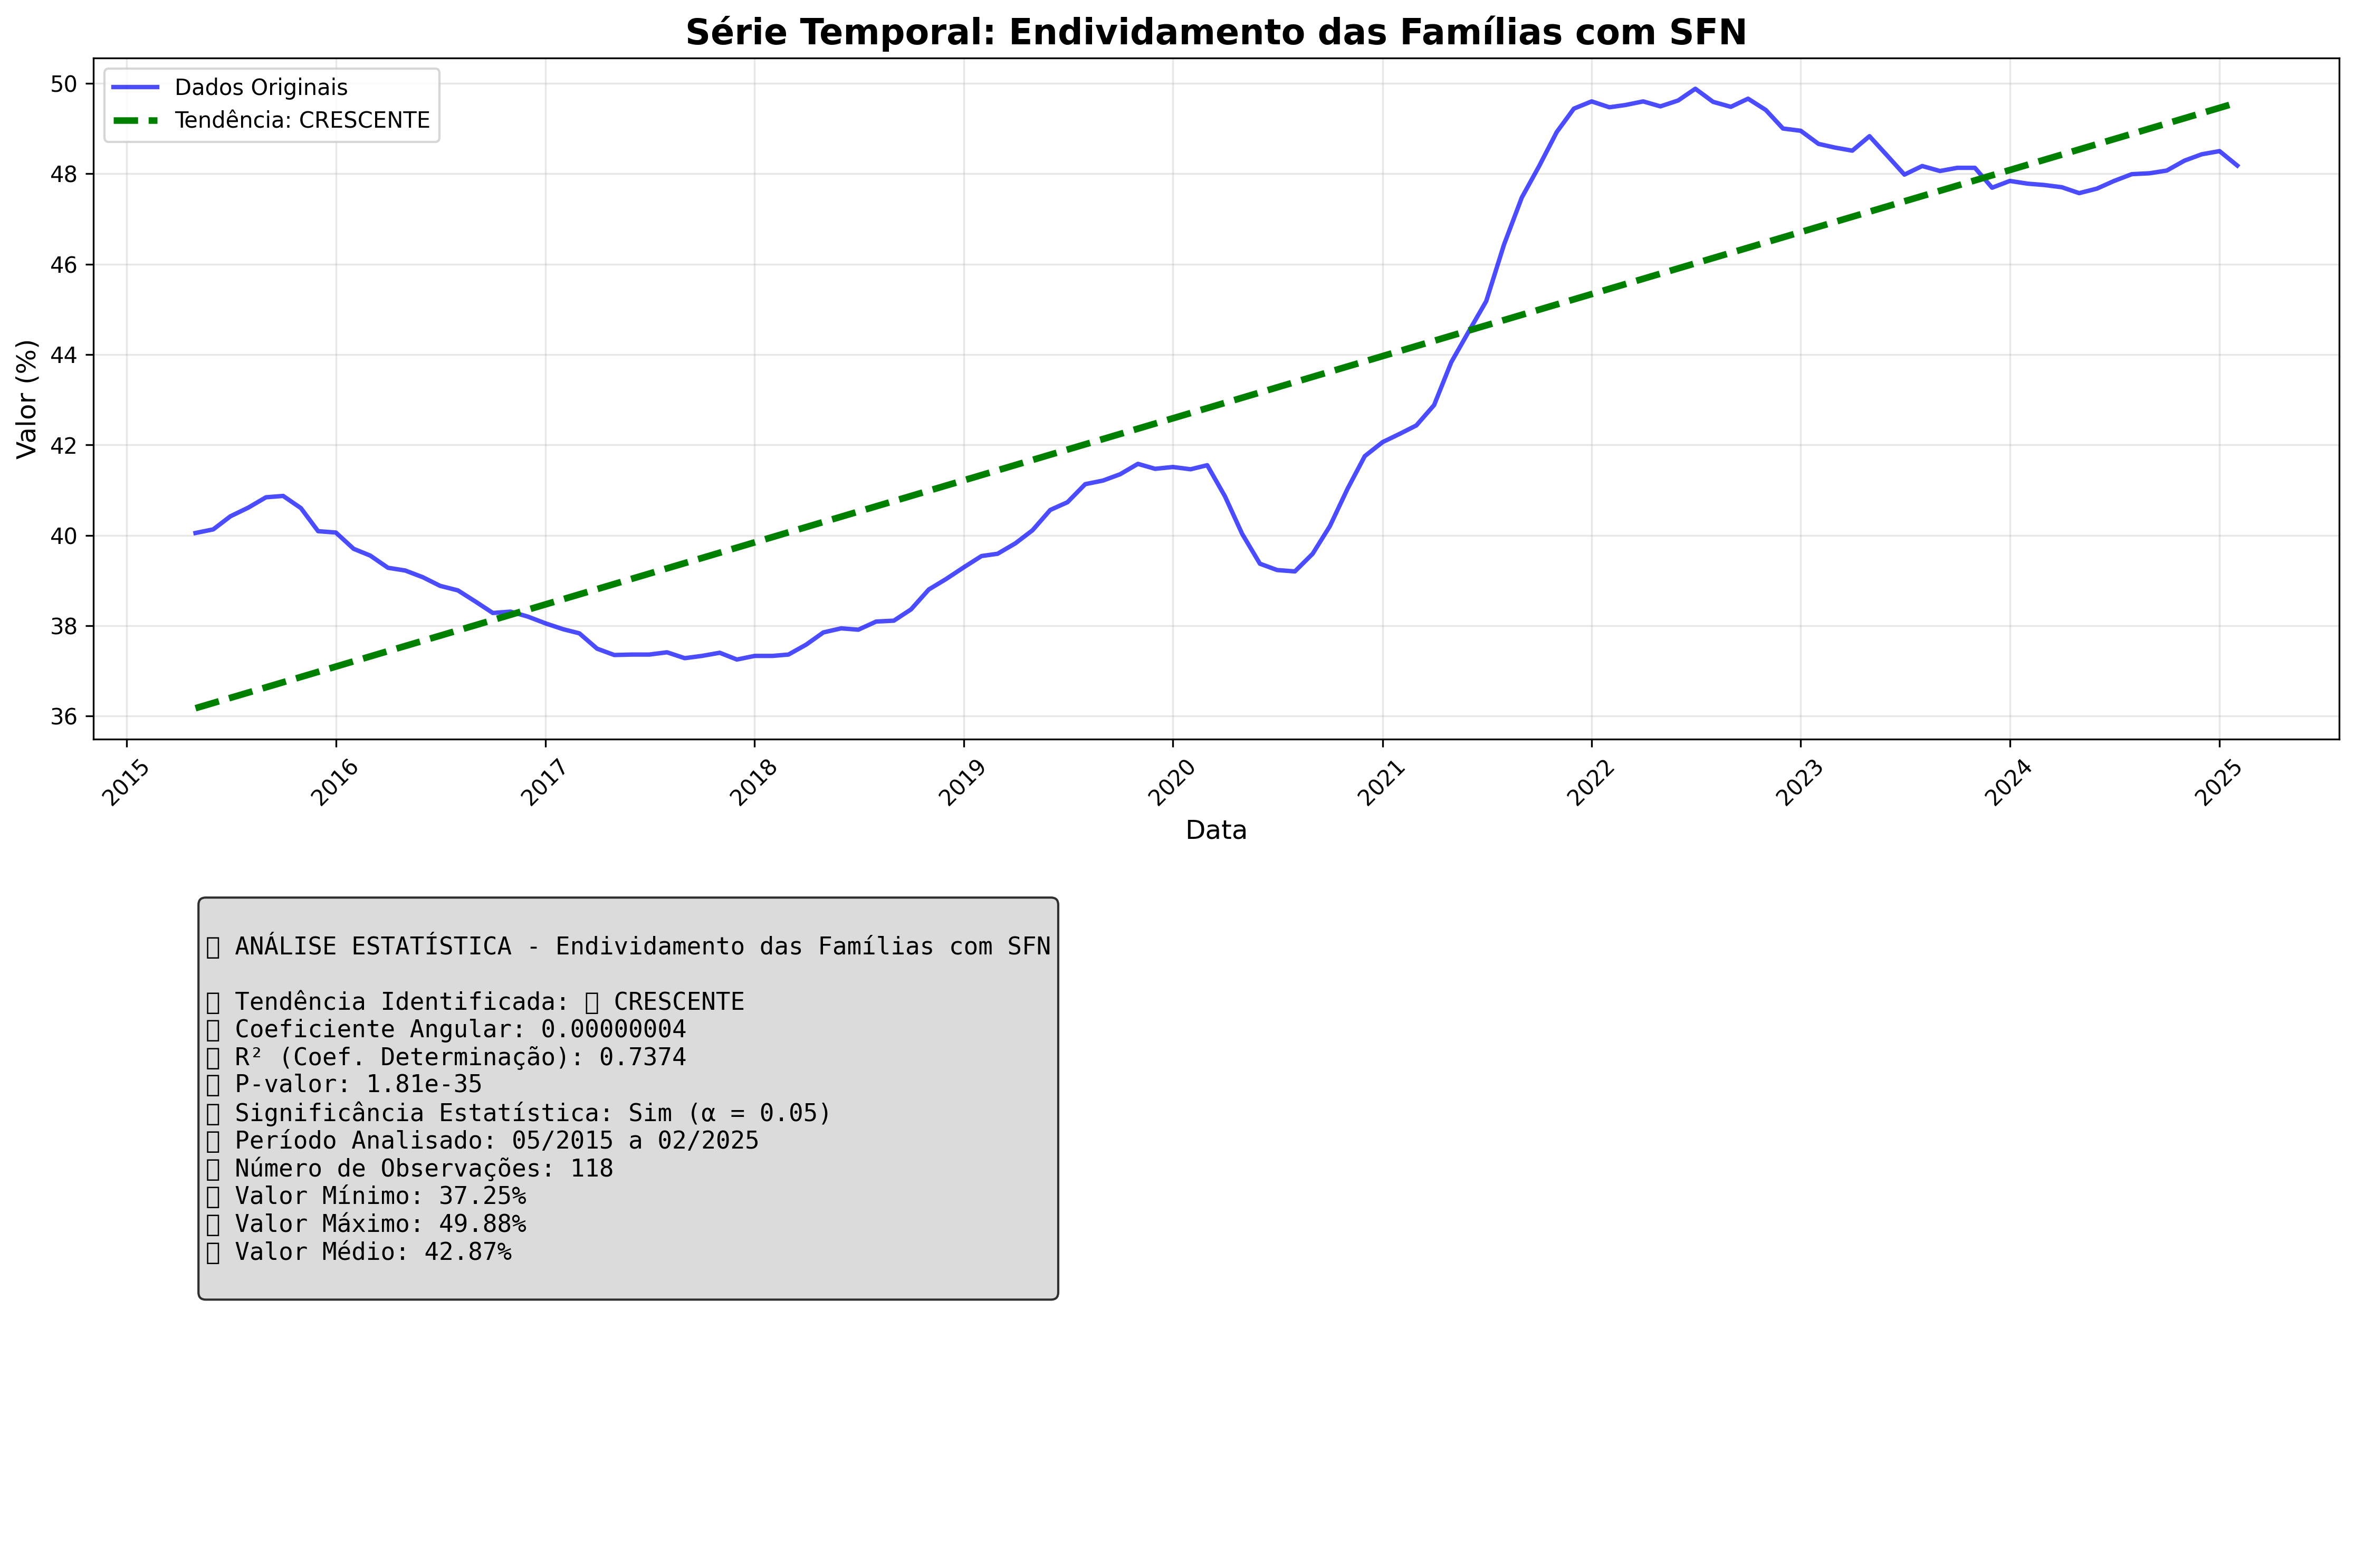 Série Temporal: Endividamento das Famílias com SFN
Dados Originais
Tendência: CRESCENTE
Valor (%)
50
48
46
44
42
40
38
36
2015
2016
2017
2018
2019
2020
2021
2022
2023
2024
2025
Data
ANÁLISE ESTATÍSTICA - Endividamento das Famílias com SFN
Tendência Identificada: CRESCENTE
Coeficiente Angular: 0.00000004
R² (Coef. Determinação): 0.7374
P-valor: 1.81e-35
Significância Estatística: Sim (α = 0.05)
Período Analisado: 05/2015 a 02/2025
Número de Observações: 118
Valor Mínimo: 37.25%
Valor Máximo: 49.88%
Valor Médio: 42.87%